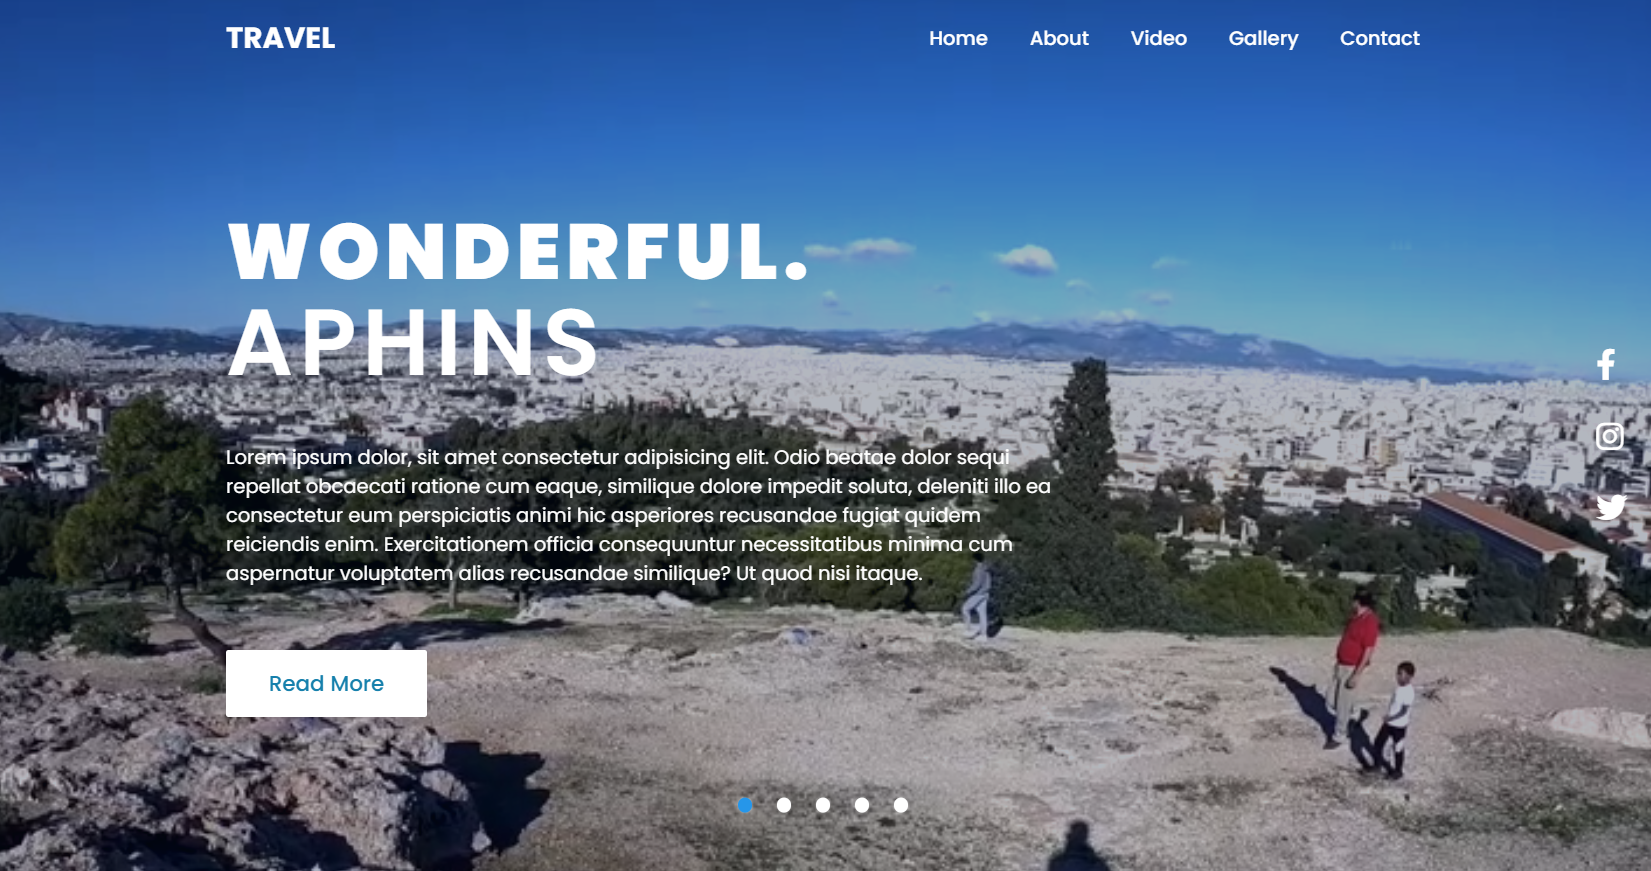 TRAVEL
Home About Video Gallery Contact
WONDERFUL.
APHINS
Lorem ipsum dolor, sit amet consectetur adipisicing elit. Odio beatae dolor sequi
repellat obcaecati ratione cum eaque, similique dolore impedit soluta, deleniti illo ea
consectetur eum perspiciatis animi hic asperiores recusandae fugiat quidem
reiciendis enim. Exercitationem officia consequuntur necessitatibus minima cum
aspernatur voluptatem alias recusandae similique? Ut quod nisi itaque.
Read More